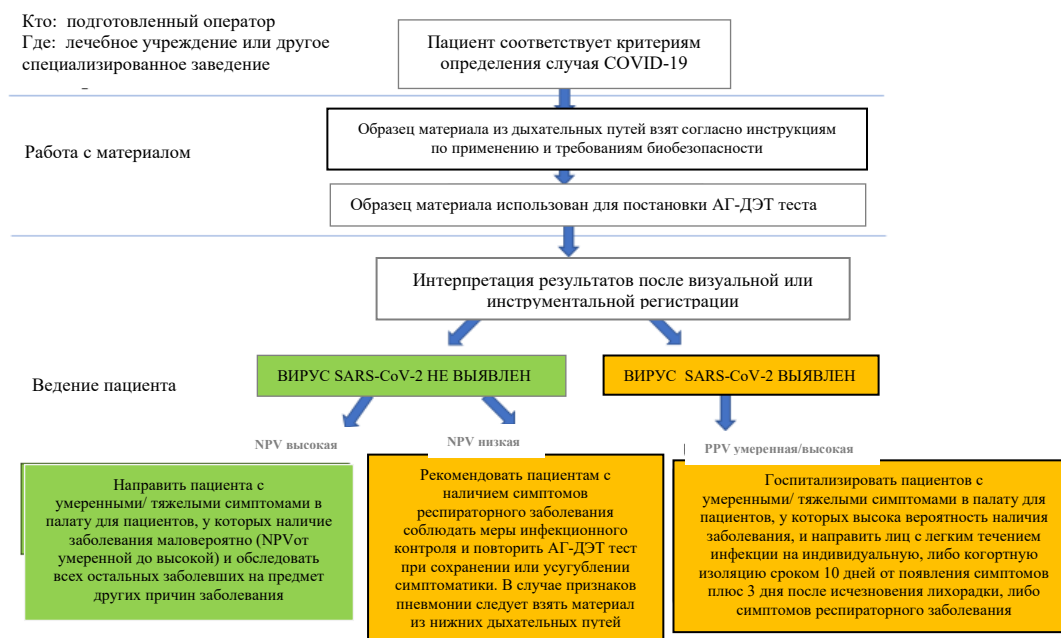 Кто: подготовленный оператор
Где: лечебное учреждение или другое
специализированное заведение
Пациент соответствует критериям
определения случая COVID-19
Работа с материалом
Образец материала из дыхательных путей взят согласно инструкциям
по применению и требованиям биобезопасности
Образец материала использован для постановки АГ-ДЭТ теста
Интерпретация результатов после визуальной или
инструментальной регистрации
Ведение пациента
ВИРУС SARS-CoV-2 НЕ ВЫЯВЛЕН
ВИРУС SARS-CoV-2 ВЫЯВЛЕН
NPV высокая
NPV низкая
PPV умеренная/высокая
Направить пациента с
умеренными/ тяжелыми симптомами в
палату для пациентов, у которых наличие
заболевания маловероятно (NPVот
умеренной до высокой) и обследовать
всех остальных заболевших на предмет
других причин заболевания
Рекомендовать пациентам с
наличием симптомов
респираторного заболевания
соблюдать меры инфекционного
контроля и повторить АГ-ДЭТ тест
при сохранении или усугублении
симптоматики. В случае признаков
пневмонии следует взять материал
из нижних дыхательных путей
Госпитализировать пациентов с
умеренными/ тяжелыми симптомами в палату для
пациентов, у которых высока вероятность наличия
заболевания, и направить лиц с легким течением
инфекции на индивидуальную, либо когортную
изоляцию сроком 10 дней от появления симптомов
плюс 3 дня после исчезновения лихорадки, либо
симптомов респираторного заболевания